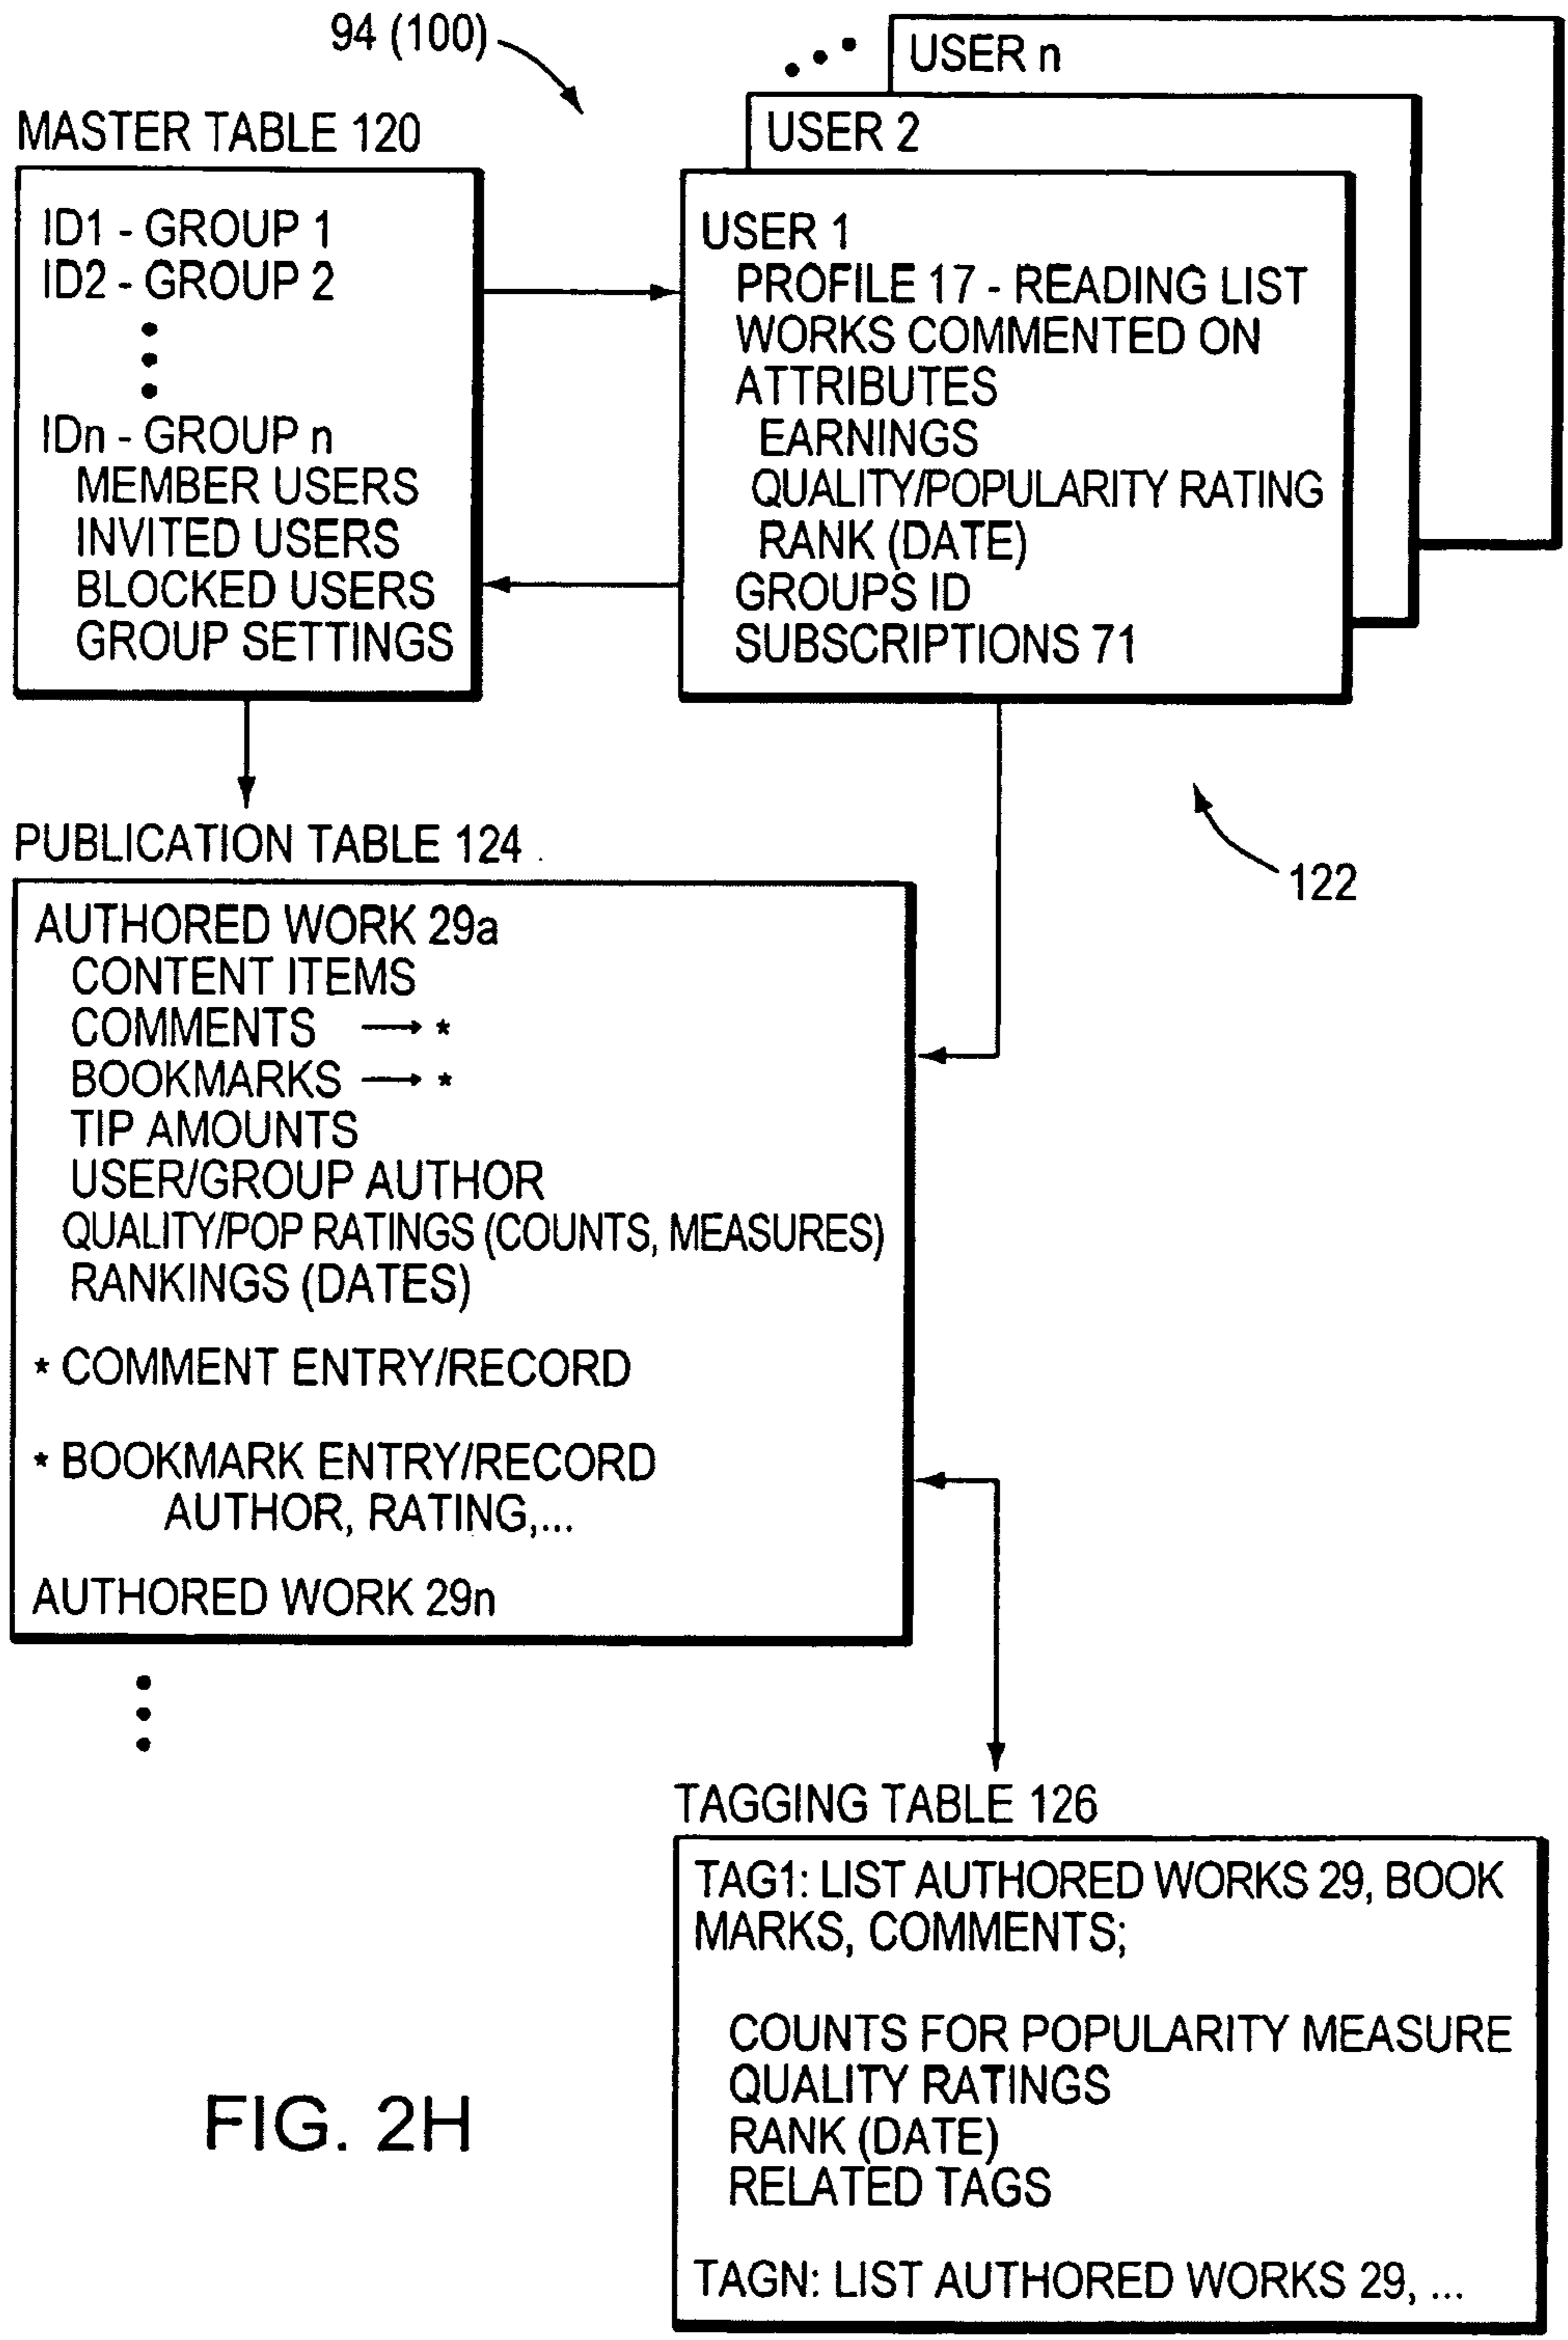 94 (100)
USER n
USER 2
MASTER TABLE 120
ID1 - GROUP 1
ID2 - GROUP 2
IDn - GROUP n
MEMBER USERS
INVITED USERS
BLOCKED USERS
GROUP SETTINGS
USER 1
PROFILE 17 - READING LIST
WORKS COMMENTED ON
ATTRIBUTES
EARNINGS
QUALITY/POPULARITY RATING
RANK (DATE)
GROUPS ID
SUBSCRIPTIONS 71
122
PUBLICATION TABLE 124
AUTHORED WORK 29a
CONTENT ITEMS
COMMENTS → *
BOOKMARKS → *
TIP AMOUNTS
USER/GROUP AUTHOR
QUALITY/POP RATINGS (COUNTS, MEASURES)
RANKINGS (DATES)
* COMMENT ENTRY/RECORD
* BOOKMARK ENTRY/RECORD
AUTHOR, RATING,...
AUTHORED WORK 29n
TAGGING TABLE 126
TAG1: LIST AUTHORED WORKS 29, BOOK
MARKS, COMMENTS;
COUNTS FOR POPULARITY MEASURE
QUALITY RATINGS
RANK (DATE)
RELATED TAGS
TAGN: LIST AUTHORED WORKS 29, ...
FIG. 2H